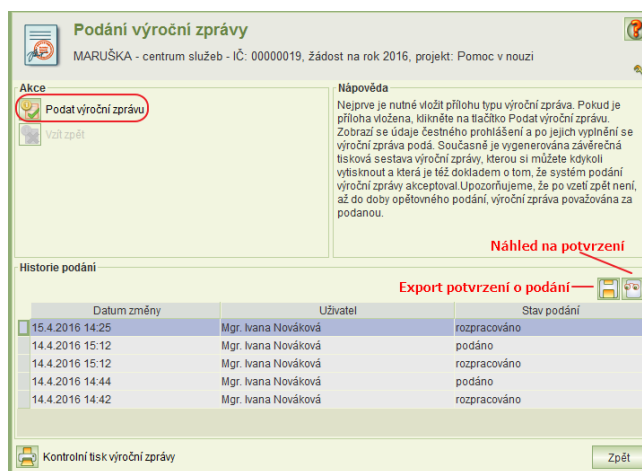 Podání výroční zprávy
MARUŠKA - centrum služeb - IČ: 00000019, žádost na rok 2016, projekt: Pomoc v nouzi
Akce
Podat výroční zprávu
Vzít zpět
Nápověda
Nejprve je nutné vložit přílohu typu výroční zpráva. Pokud je
příloha vložena, klikněte na tlačítko Podat výroční zprávu.
Zobrazí se údaje čestného prohlášení a po jejich vyplnění se
výroční zpráva podá. Současně je vygenerována závěrečná
tisková sestava výroční zprávy, kterou si můžete kdykoli
vytisknout a která je též dokladem o tom, že systém podání
výroční zprávy akceptoval.Upozorňujeme, že po vzetí zpět není,
až do doby opětovného podání, výroční zpráva považována za
podanou.
Náhled na potvrzení
Historie podání
Export potvrzení o podání
Datum změny Uživatel Stav podání
15.4.2016 14:25 Mgr. Ivana Nováková rozpracováno
14.4.2016 15:12 Mgr. Ivana Nováková podáno
14.4.2016 15:12 Mgr. Ivana Nováková rozpracováno
14.4.2016 14:44 Mgr. Ivana Nováková podáno
14.4.2016 14:42 Mgr. Ivana Nováková rozpracováno
Kontrolní tisk výroční zprávy
Zpět